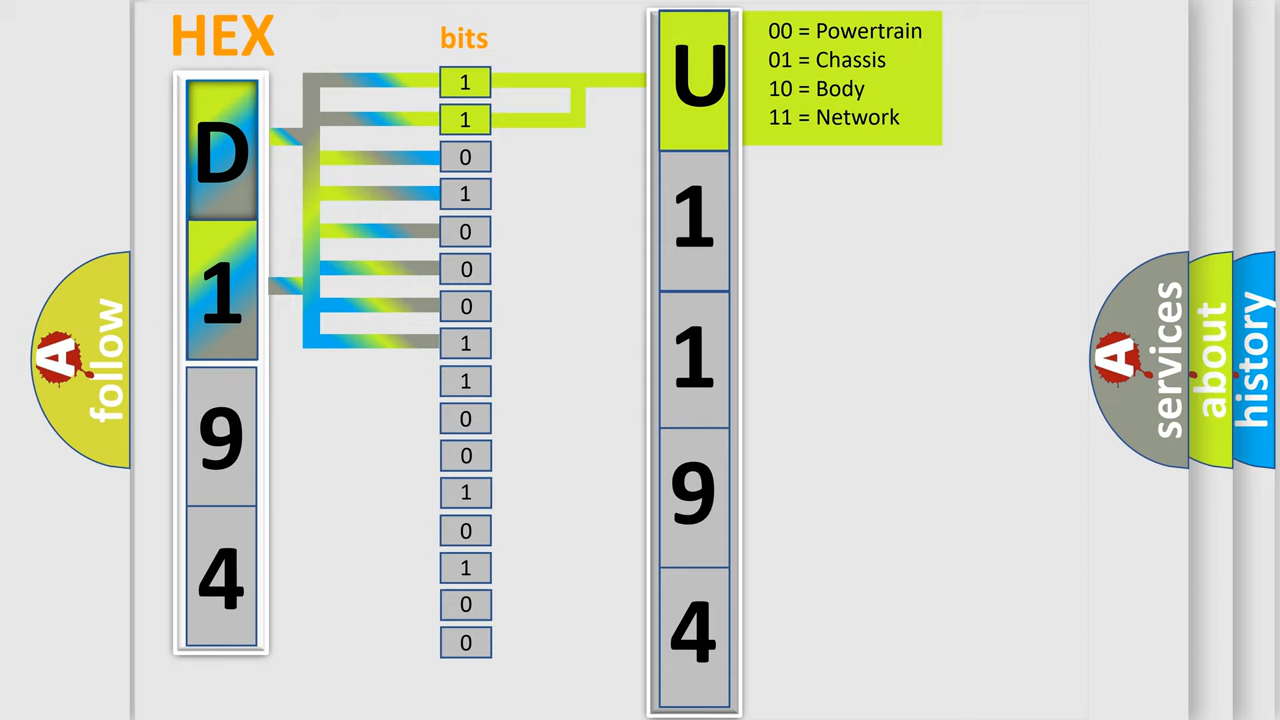 HEX
bits
D
1
9
4
1
1
0
1
0
0
0
1
1
0
0
1
0
1
0
0
U
1
1
9
4
00 = Powertrain
01 = Chassis
10 = Body
11 = Network
A
follow
A
services
about
history